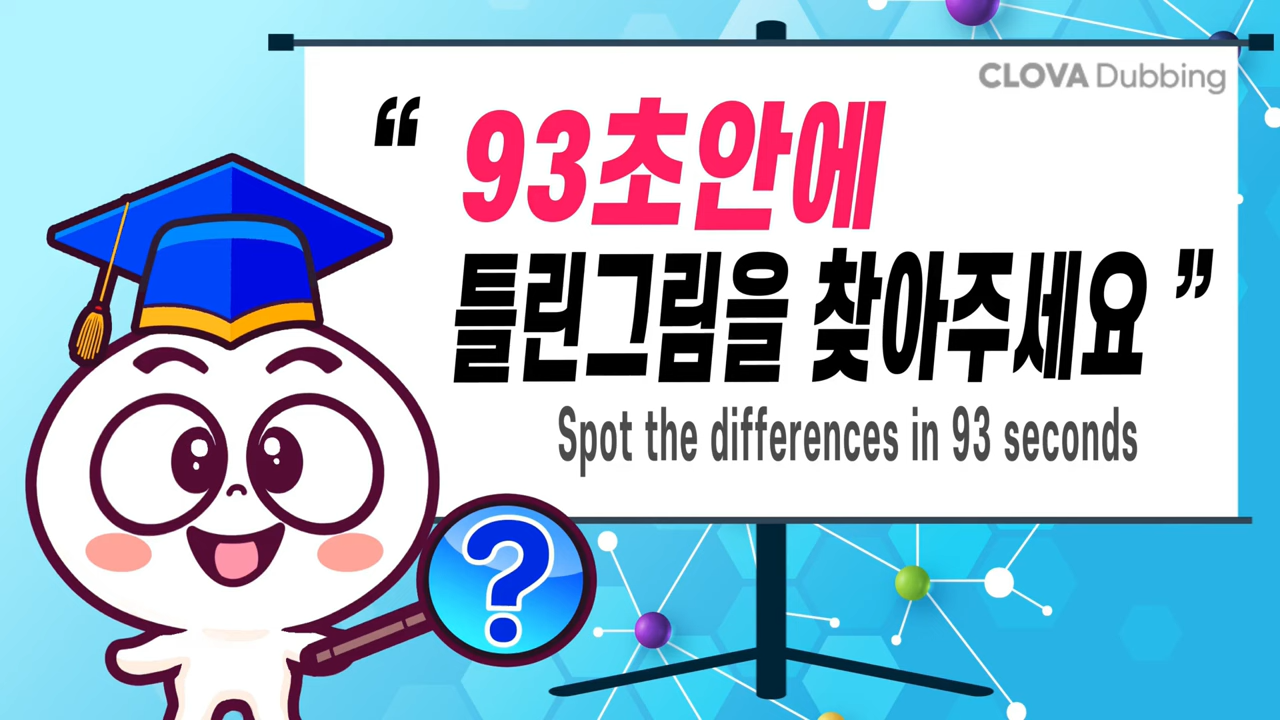 CLOVA Dubbing
“ 93초안에
틀린그림을 찾아주세요 ”
Spot the differences in 93 seconds
?